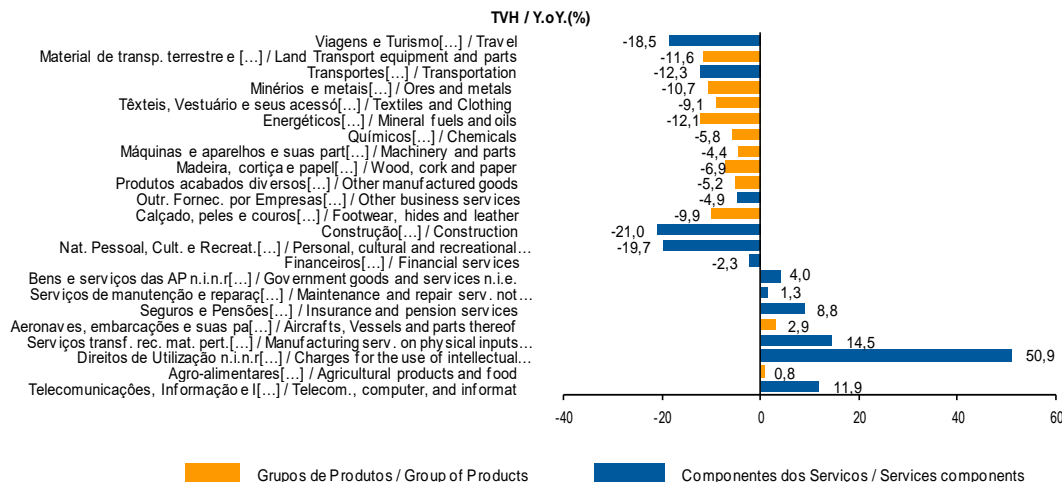 TVH / Y.oY.(%)
Viagens e Turismo[...] / Travel -18,5
Material de transp. terrestre e [...] / Land Transport equipment and parts -11,6
Transportes[...] / Transportation -12,3
Minérios e metais[...] / Ores and metals -10,7
Têxteis, Vestuário e seus acessó[...] / Textiles and Clothing -9,1
Energéticos[...] / Mineral fuels and oils -12,1
Químicos[...] / Chemicals -5,8
Máquinas e aparelhos e suas part[...] / Machinery and parts -4,4
Madeira, cortiça e papel[...] / Wood, cork and paper -6,9
Produtos acabados diversos[...] / Other manufactured goods -5,2
Outr. Fornec. por Empresas[...] / Other business services -4,9
Calçado, peles e couros[...] / Footwear, hides and leather -9,9
Construção[...] / Construction -21,0
Nat. Pessoal, Cult. e Recreat.[...] / Personal, cultural and recreational... -19,7
Financeiros[...] / Financial services -2,3
Bens e serviços das AP n.i.n.r[...] / Government goods and services n.i.e. 4,0
Serviços de manutenção e reparaç[...] / Maintenance and repair serv. not... 1,3
Seguros e Pensões[...] / Insurance and pension services 8,8
Aeronaves, embarcações e suas pa[...] / Aircrafts, Vessels and parts thereof 2,9
Serviços transf. rec. mat. pert.[...] / Manufacturing serv. on physical inputs... 14,5
Direitos de Utilização n.i.n.r[...] / Charges for the use of intellectual... 50,9
Agro-alimentares[...] / Agricultural products and food 0,8
Telecomunicações, Informação e I[...] / Telecom., computer, and informat 11,9
-40 -20 0 20 40 60
Grupos de Produtos / Group of Products Componentes dos Serviços / Services components